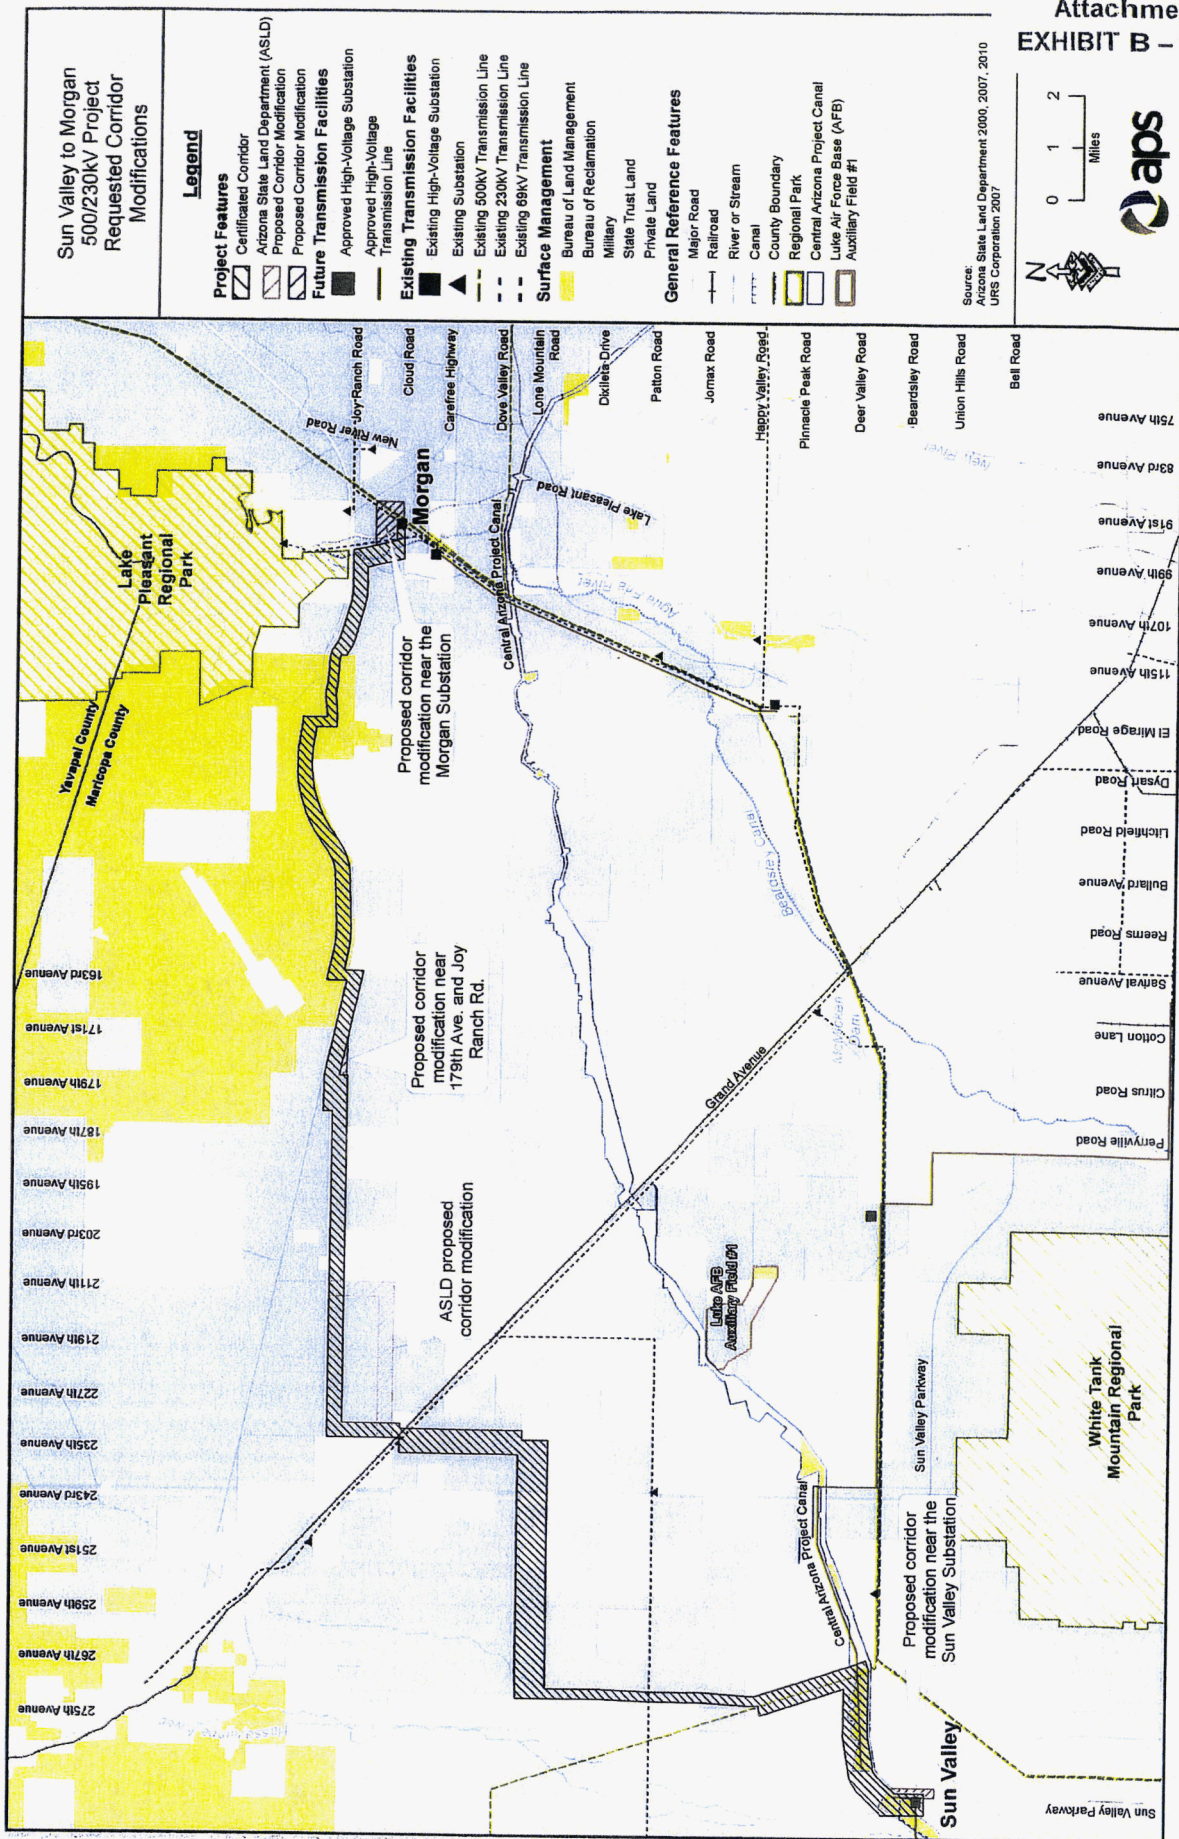 Attachme
EXHIBIT B –
Sun Valley to Morgan
500/230kV Project
Requested Corridor
Modifications
Legend
Project Features
Certificated Corridor
Arizona State Land Department (ASLD)
Proposed Corridor Modification
Proposed Corridor Modification
Future Transmission Facilities
Approved High-Voltage Substation
Approved High-Voltage
Transmission Line
Existing Transmission Facilities
Existing High-Voltage Substation
Existing Substation
Existing 500kV Transmission Line
Existing 230kV Transmission Line
Existing 69kV Transmission Line
Surface Management
Bureau of Land Management
Bureau of Reclamation
Military
State Trust Land
Private Land
General Reference Features
Major Road
Railroad
River or Stream
Canal
County Boundary
Regional Park
Central Arizona Project Canal
Luke Air Force Base (AFB)
Auxiliary Field #1
Source:
Arizona State Land Department 2000, 2007, 2010
URS Corporation 2007
N
0 1 2
Miles
aps
275th Avenue
267th Avenue
259th Avenue
251st Avenue
243rd Avenue
235th Avenue
227th Avenue
219th Avenue
211th Avenue
203rd Avenue
195th Avenue
187th Avenue
179th Avenue
171st Avenue
163rd Avenue
Yavapai County
Maricopa County
Lake
Pleasant
Regional
Park
Joy Ranch Road
Cloud Road
Carefree Highway
Dove Valley Road
Lone Mountain
Road
Dixileta Drive
Patton Road
Jomax Road
Happy Valley Road
Pinnacle Peak Road
Deer Valley Road
Beardsley Road
Union Hills Road
Bell Road
New River Road
Morgan
Proposed corridor
modification near the
Morgan Substation
Central Arizona Project Canal
Lake Pleasant Road
Agua Fria River
New River
Proposed corridor
modification near
179th Ave. and Joy
Ranch Rd.
ASLD proposed
corridor modification
Grand Avenue
Beardsley Canal
McMicken
Dam
Luke AFB
Auxiliary Field #1
Hassayampa River
Central Arizona Project Canal
Sun Valley Parkway
Proposed corridor
modification near the
Sun Valley Substation
Sun Valley
White Tank
Mountain Regional
Park
Sun Valley Parkway
Perryville Road
Citrus Road
Cotton Lane
Sarival Avenue
Reems Road
Bullard Avenue
Litchfield Road
Dysart Road
El Mirage Road
115th Avenue
107th Avenue
99th Avenue
91st Avenue
83rd Avenue
75th Avenue